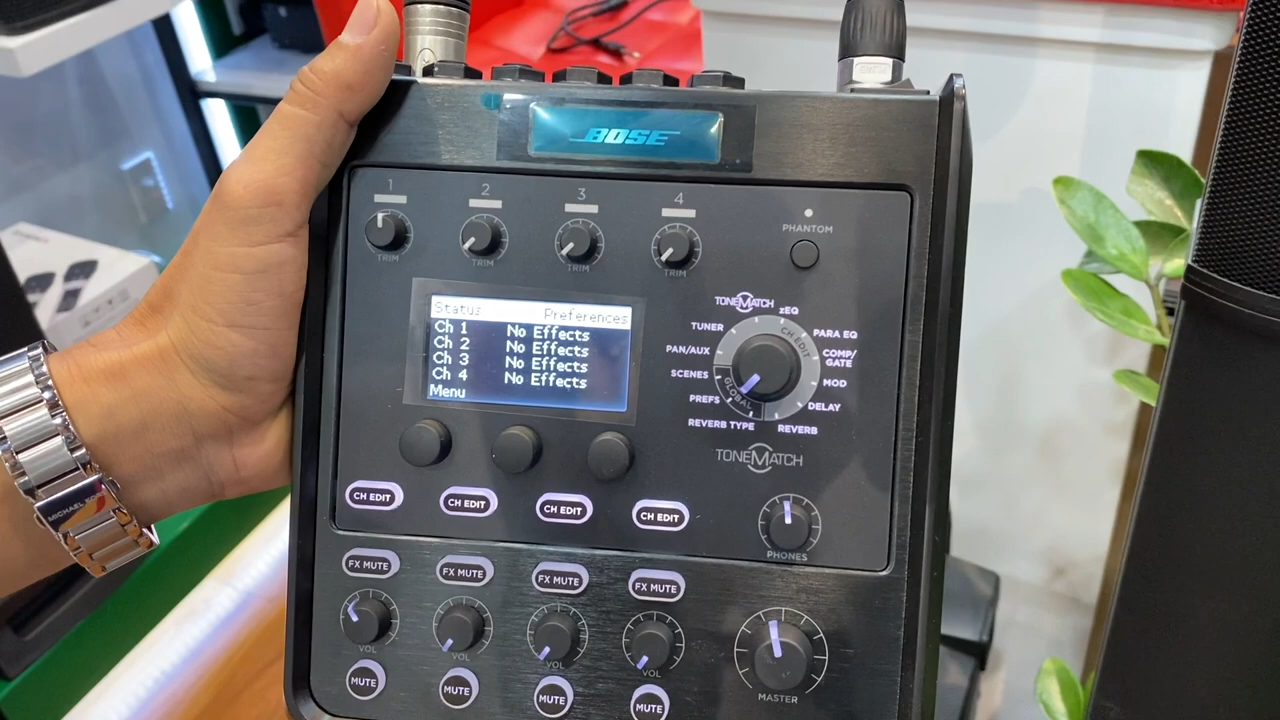 BOSE
1 2 3 4
PHANTOM
TRIM TRIM TRIM TRIM
Status Preferences
Ch 1 No Effects
Ch 2 No Effects
Ch 3 No Effects
Ch 4 No Effects
Menu
TONEMATCH
zEQ
TUNER
PARA EQ
PAN/AUX
COMP/
GATE
SCENES
MOD
PREFS
DELAY
REVERB TYPE
REVERB
CH EDIT
GLOBAL
TONEMATCH
CH EDIT CH EDIT CH EDIT CH EDIT
PHONES
FX MUTE FX MUTE FX MUTE FX MUTE
VOL VOL VOL VOL
MUTE MUTE MUTE MUTE
MASTER